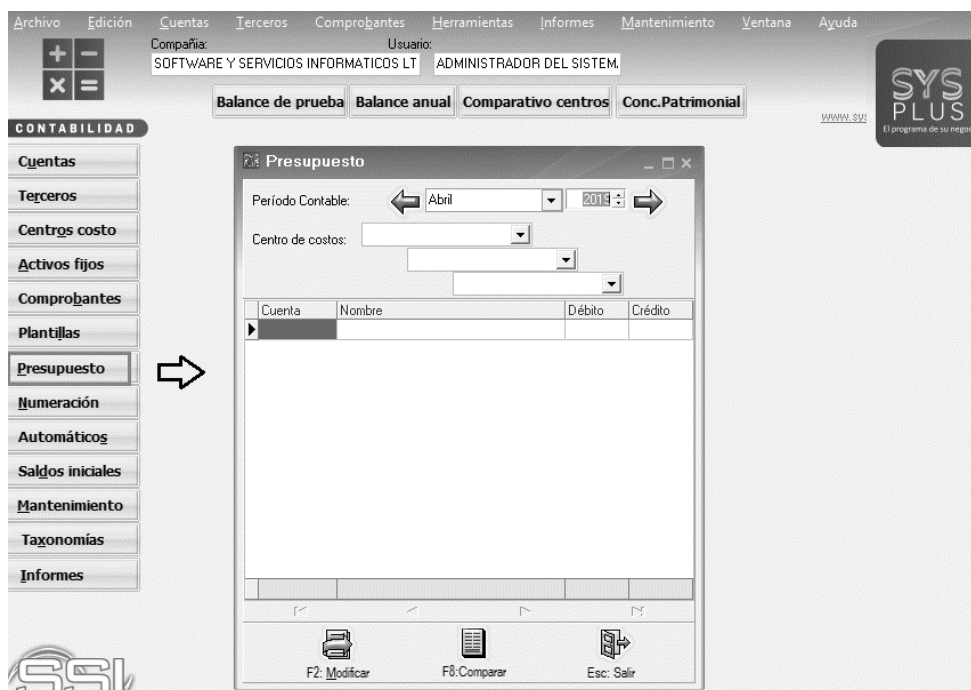 Archivo Edición Cuentas Terceros Comprobantes Herramientas Informes Mantenimiento Ventana Ayuda
Compañia: Usuario:
SOFTWARE Y SERVICIOS INFORMATICOS LT ADMINISTRADOR DEL SISTEM.
Balance de prueba Balance anual Comparativo centros Conc.Patrimonial
www.sys
SYS
PLUS
El programa de su negoc
CONTABILIDAD
Cuentas
Terceros
Centros costo
Activos fijos
Comprobantes
Plantillas
Presupuesto
Numeración
Automáticos
Saldos iniciales
Mantenimiento
Taxonomías
Informes
SSI
Presupuesto
Período Contable: Abril 2019
Centro de costos:
Cuenta Nombre Débito Crédito
F2: Modificar F8:Comparar Esc: Salir